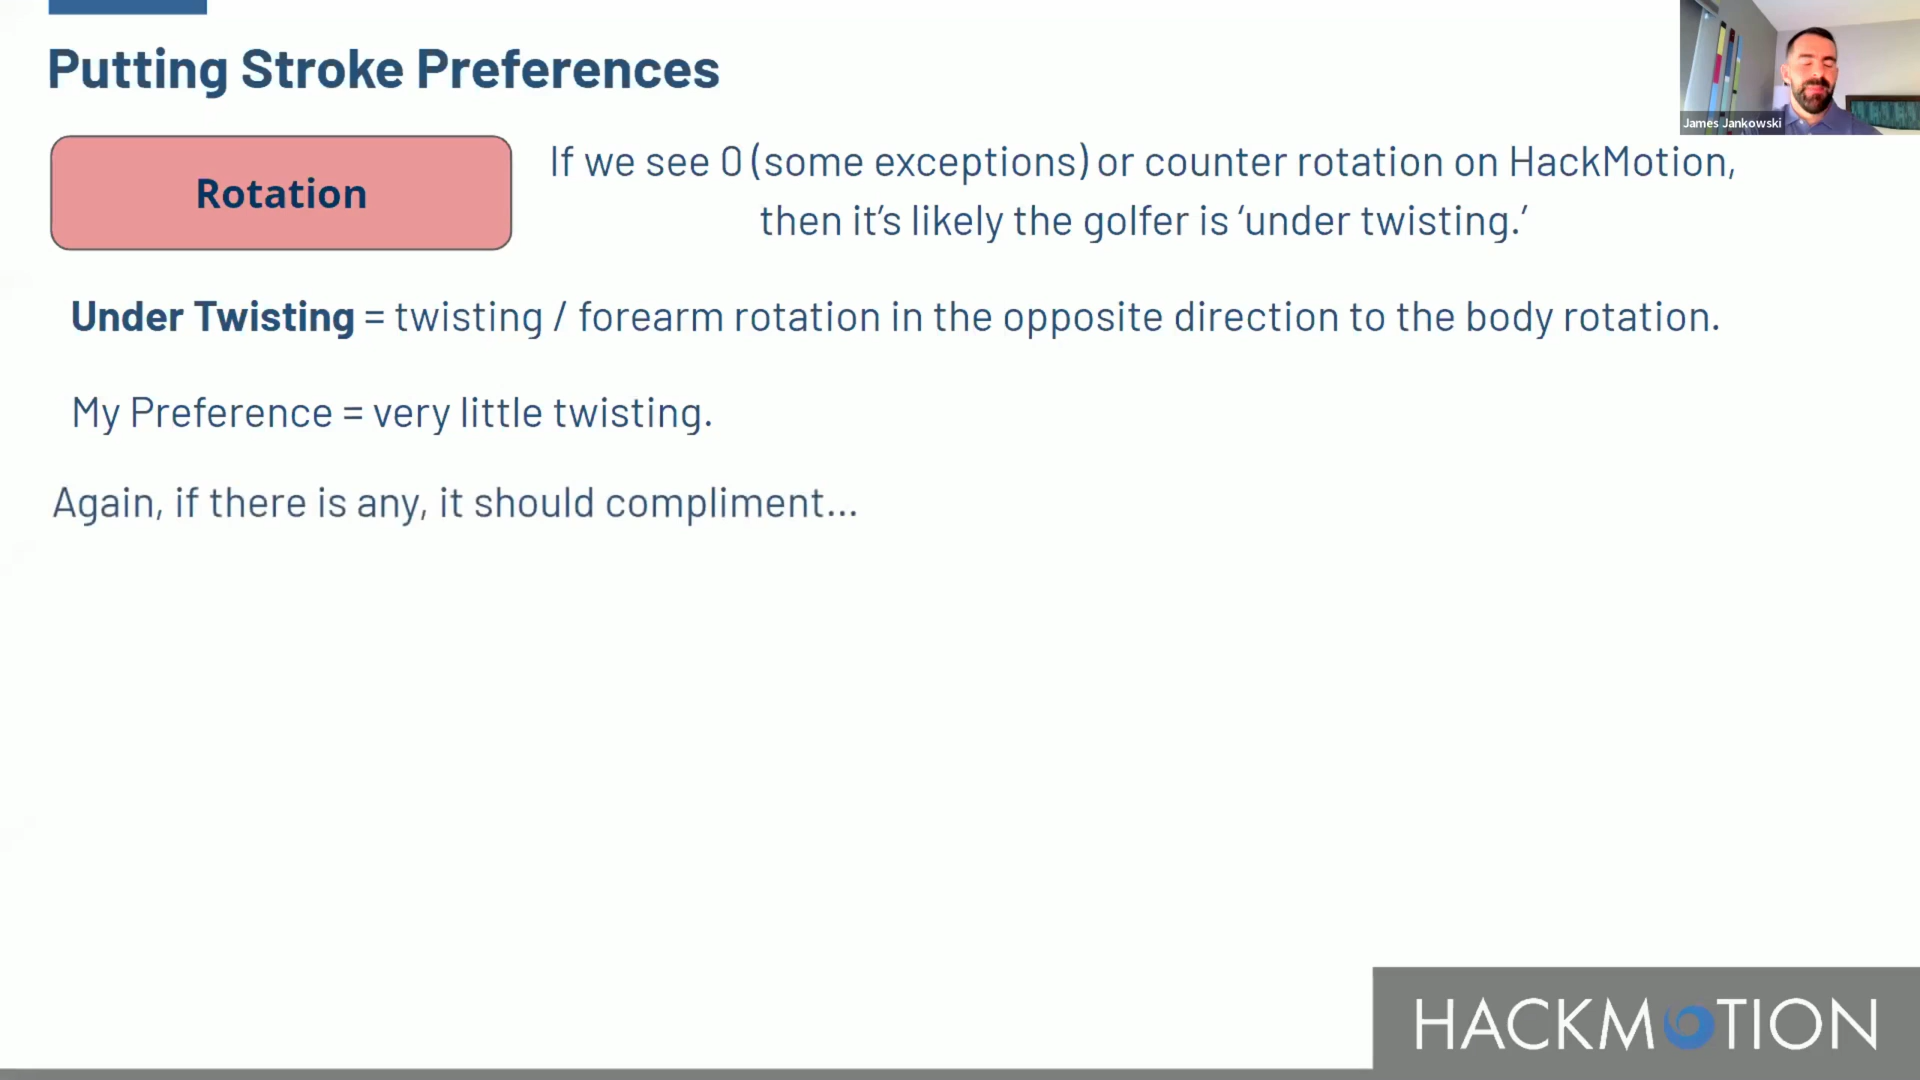 Putting Stroke Preferences
James Jankowski
Rotation
If we see 0 (some exceptions) or counter rotation on HackMotion,
then it’s likely the golfer is ‘under twisting.’
Under Twisting = twisting / forearm rotation in the opposite direction to the body rotation.
My Preference = very little twisting.
Again, if there is any, it should compliment...
HACKMOTION